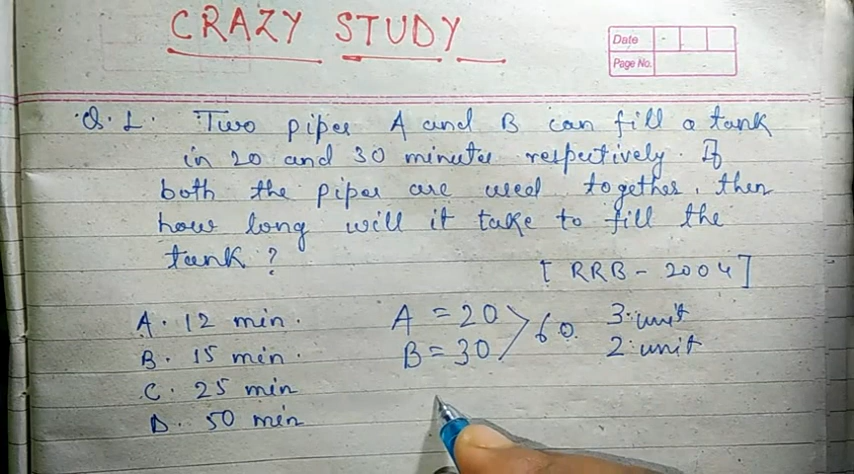 CRAZY STUDY
Date
Page No.
Q. 1. Two pipes A and B can fill a tank
in 20 and 30 minutes respectively. If
both the pipes are used together, then
how long will it take to fill the
tank?
[RRB - 2004]
A. 12 min.
B. 15 min.
C. 25 min
D. 50 min
A = 20
B = 30
60
3 unit
2 unit